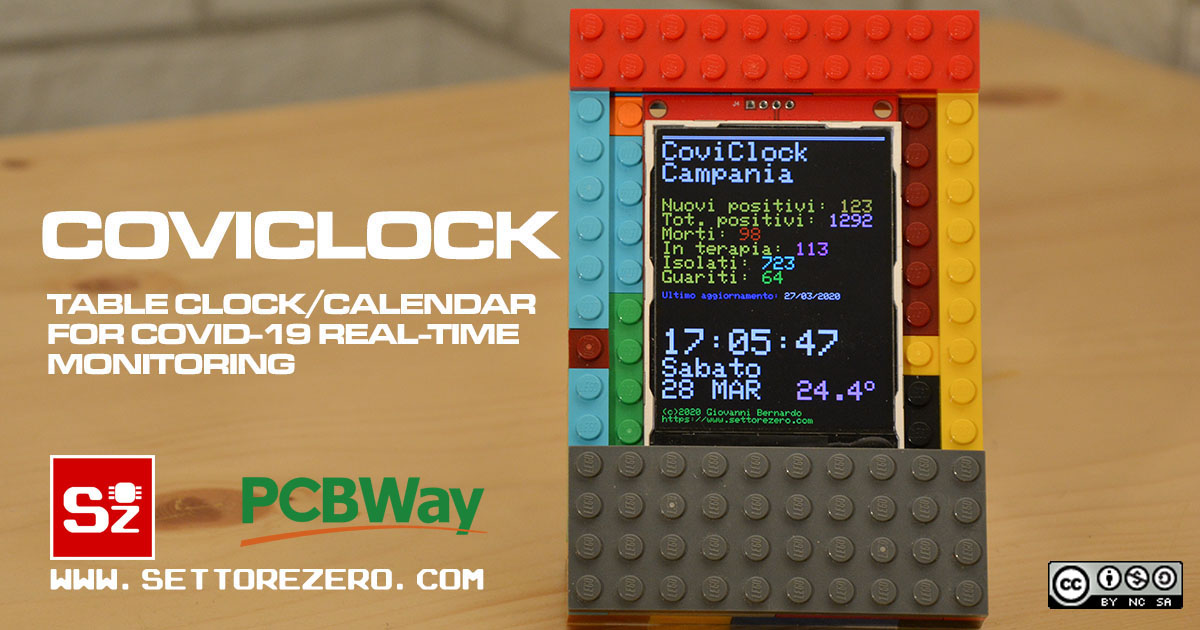 COVICLOCK
TABLE CLOCK/CALENDAR
FOR COVID-19 REAL-TIME
MONITORING
Sz
PCBWay
WWW.SETTOREZERO.COM
CoviClock
Campania
Nuovi positivi: 123
Tot. positivi: 1292
Morti: 98
In terapia: 113
Isolati: 723
Guariti: 64
Ultimo aggiornamento: 27/03/2020
17:05:47
Sabato
28 MAR 24.4°
(c)2020 Giovanni Bernardo
https://www.settorezero.com
cc
BY NC SA